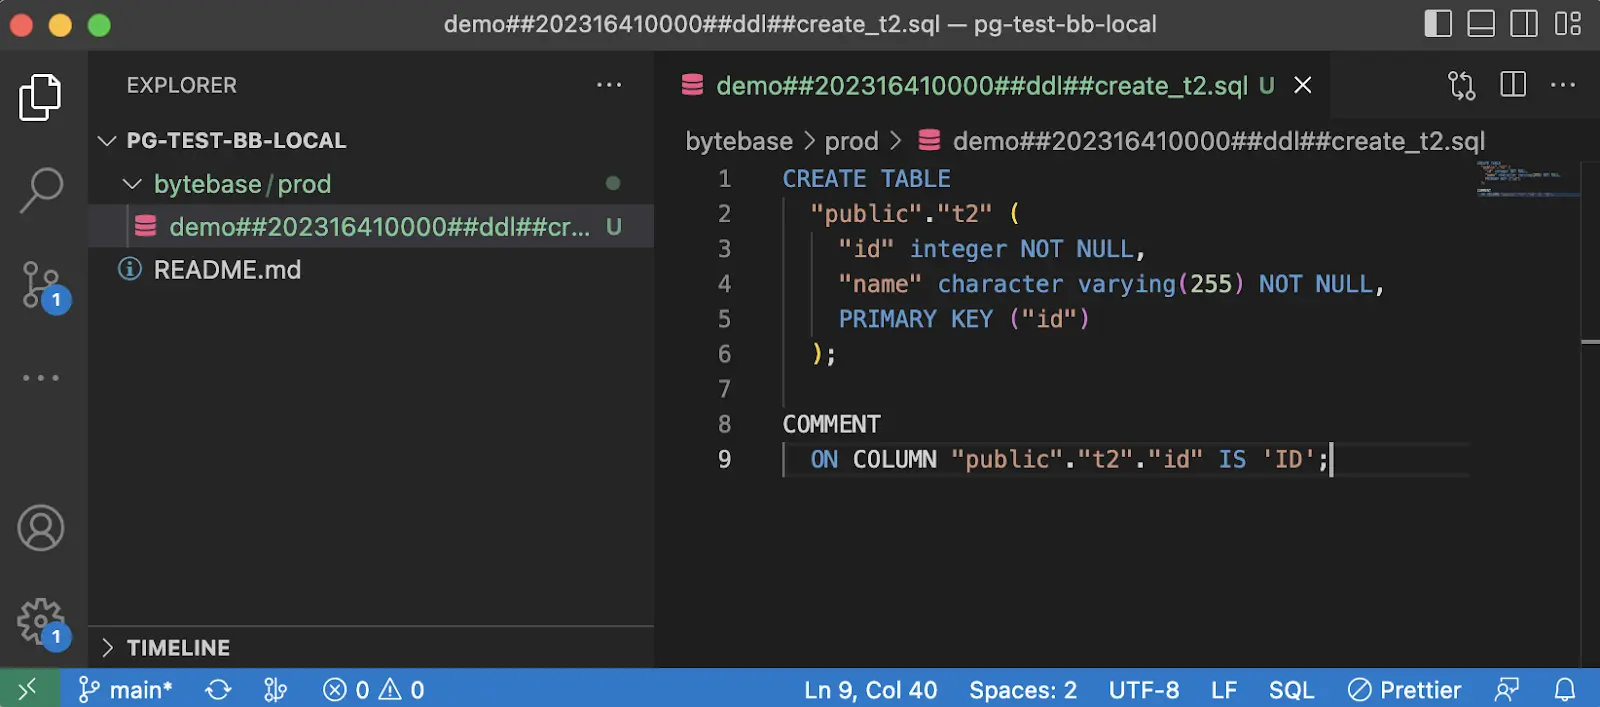 demo##202316410000##ddl##create_t2.sql — pg-test-bb-local
EXPLORER
PG-TEST-BB-LOCAL
bytebase/prod
demo##202316410000##ddl##cr... U
README.md
1
1
TIMELINE
demo##202316410000##ddl##create_t2.sql U
bytebase > prod > demo##202316410000##ddl##create_t2.sql
1 CREATE TABLE
2 "public"."t2" (
3 "id" integer NOT NULL,
4 "name" character varying(255) NOT NULL,
5 PRIMARY KEY ("id")
6 );
7
8 COMMENT
9 ON COLUMN "public"."t2"."id" IS 'ID';
main* 0 0 Ln 9, Col 40 Spaces: 2 UTF-8 LF SQL Prettier